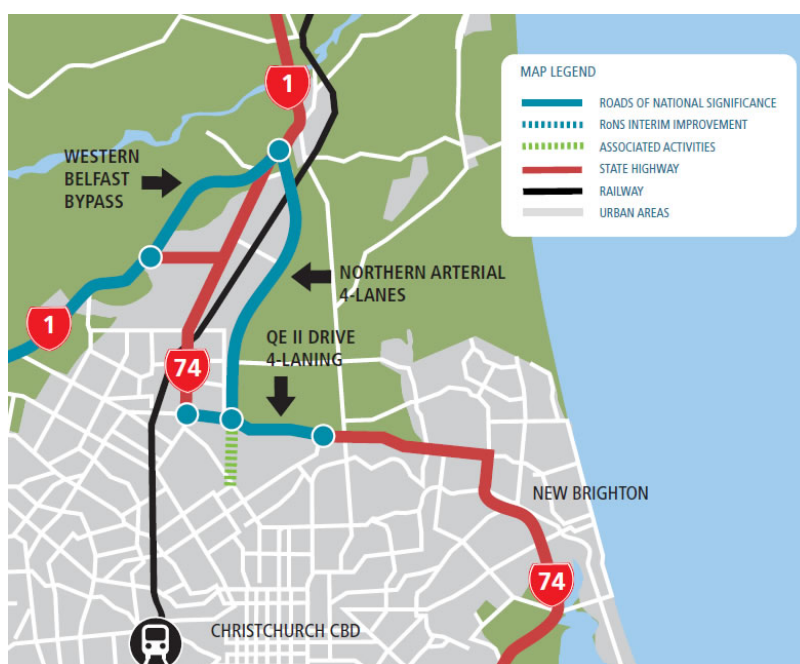 MAP LEGEND
ROADS OF NATIONAL SIGNIFICANCE
RoNS INTERIM IMPROVEMENT
ASSOCIATED ACTIVITIES
STATE HIGHWAY
RAILWAY
URBAN AREAS
1
WESTERN
BELFAST
BYPASS
NORTHERN ARTERIAL
4-LANES
1
QE II DRIVE
4-LANING
74
NEW BRIGHTON
74
CHRISTCHURCH CBD